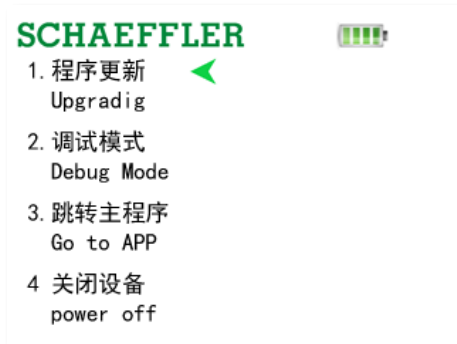 SCHAEFFLER
1. 程序更新
Upgradig
2. 调试模式
Debug Mode
3. 跳转主程序
Go to APP
4 关闭设备
power off